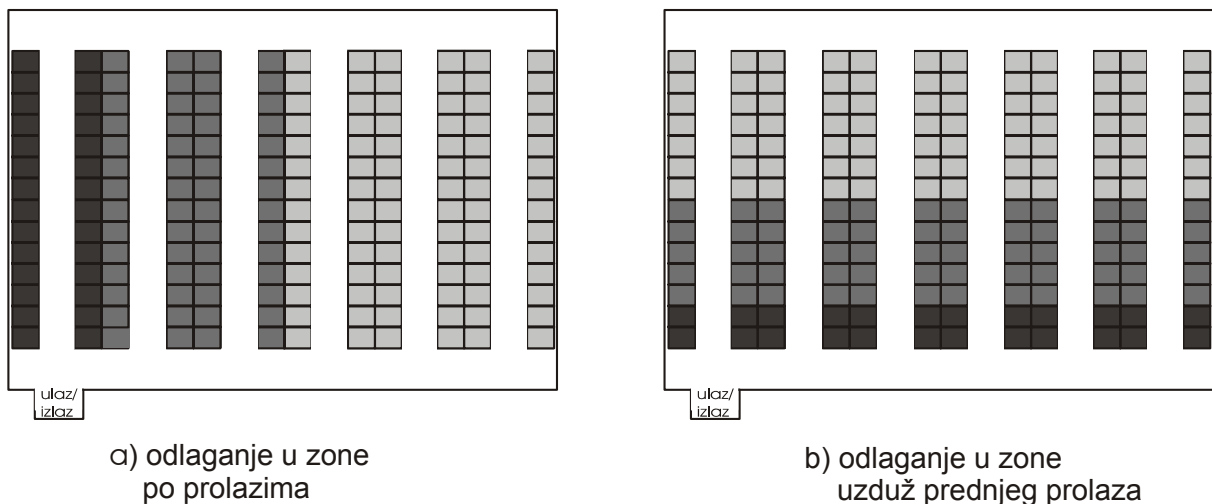 ulaz/
izlaz
a) odlaganje u zone
po prolazima
ulaz/
izlaz
b) odlaganje u zone
uzduž prednjeg prolaza